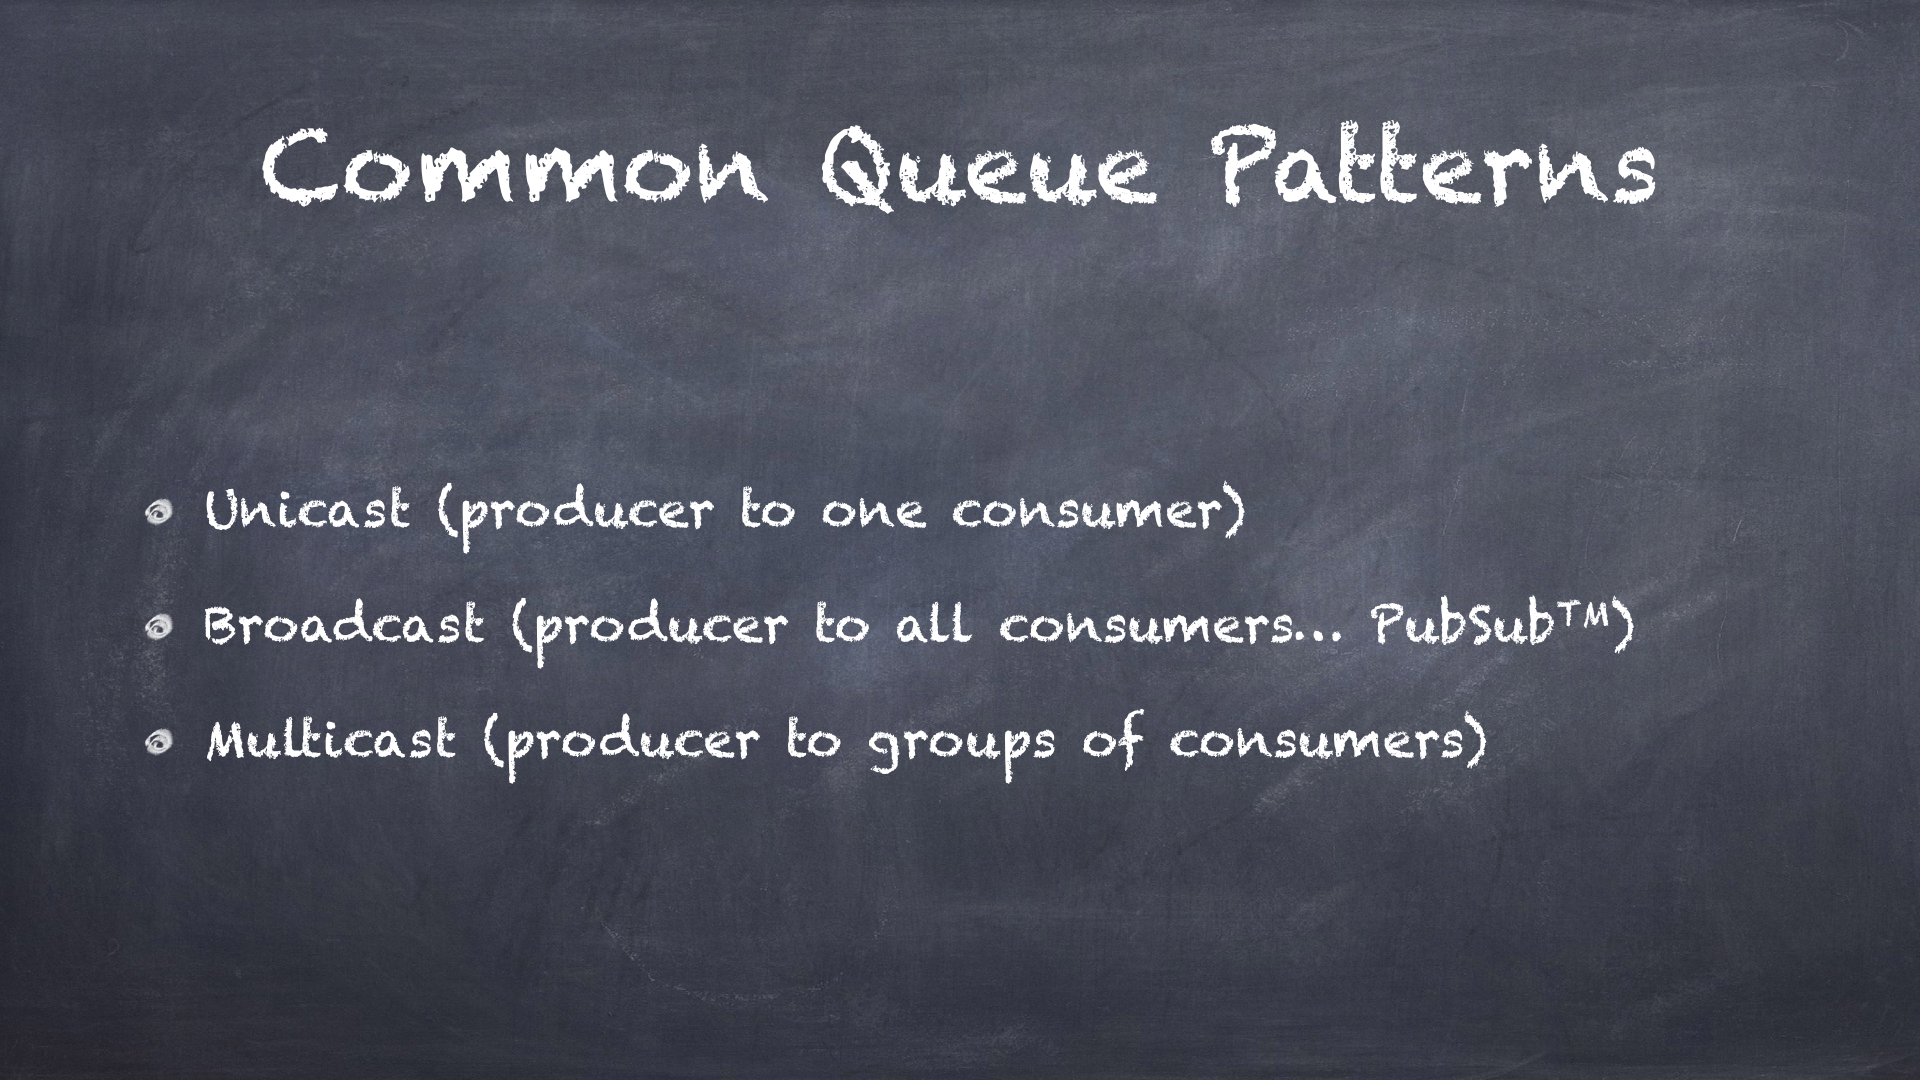 Common Queue Patterns
Unicast (producer to one consumer)
Broadcast (producer to all consumers... PubSub™)
Multicast (producer to groups of consumers)